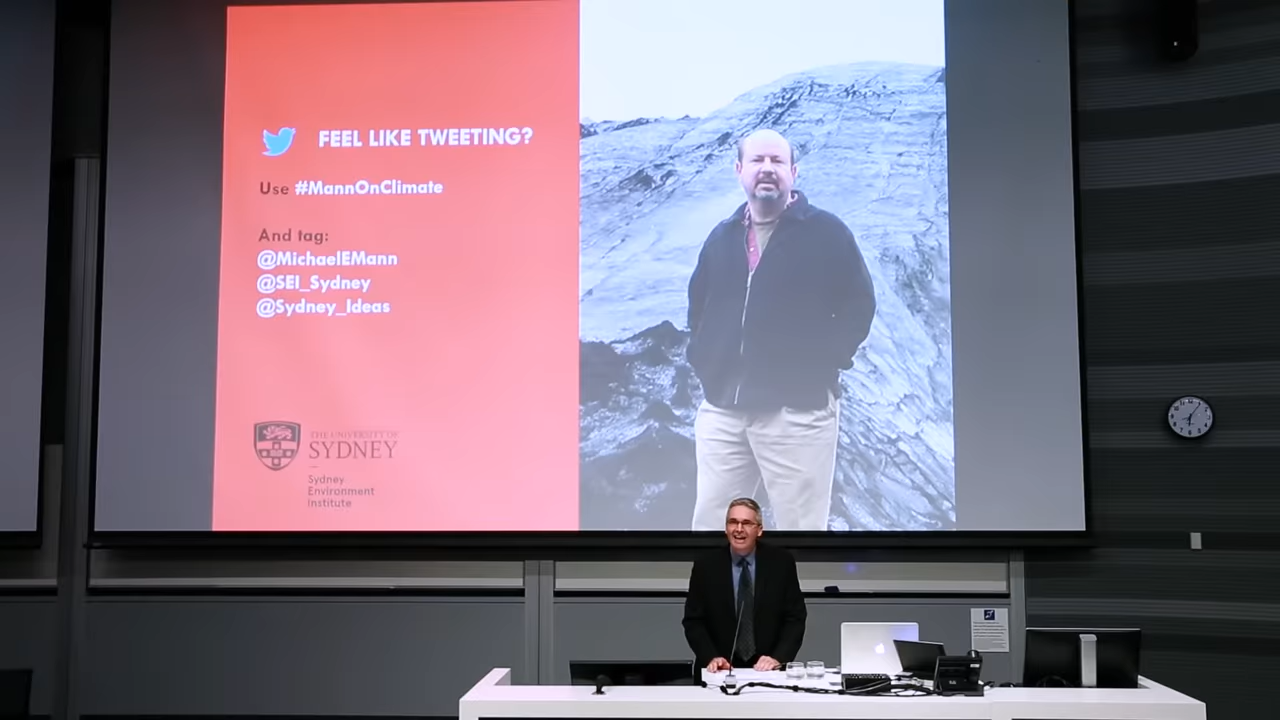 FEEL LIKE TWEETING?
Use #MannOnClimate
And tag:
@MichaelEMann
@SEI_Sydney
@Sydney_Ideas
THE UNIVERSITY OF
SYDNEY
Sydney
Environment
Institute